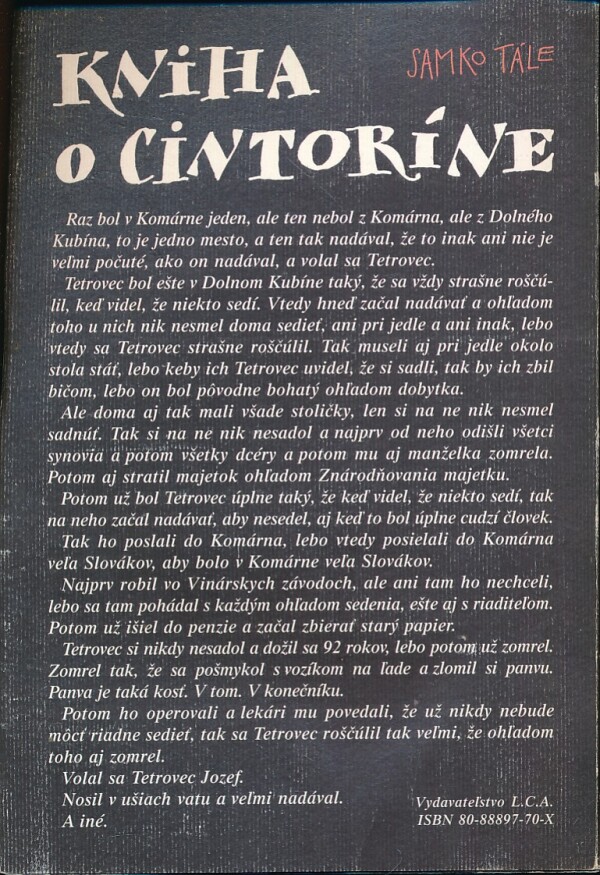 KNIHA
SAMKO TÁLE
O CINTORÍNE
Raz bol v Komárne jeden, ale ten nebol z Komárna, ale z Dolného
Kubína, to je jedno mesto, a ten tak nadával, že to inak ani nie je
veľmi počuté, ako on nadával, a volal sa Tetrovec.
Tetrovec bol ešte v Dolnom Kubíne taký, že sa vždy strašne roščú-
lil, keď videl, že niekto sedí. Vtedy hneď začal nadávať a ohľadom
toho u nich nik nesmel doma sedieť, ani pri jedle a ani inak, lebo
vtedy sa Tetrovec strašne roščúlil. Tak museli aj pri jedle okolo
stola stáť, lebo keby ich Tetrovec uvidel, že si sadli, tak by ich zbil
bičom, lebo on bol pôvodne bohatý ohľadom dobytka.
Ale doma aj tak mali všade stoličky, len si na ne nik nesmel
sadnúť. Tak si na ne nik nesadol a najprv od neho odišli všetci
synovia a potom všetky dcéry a potom mu aj manželka zomrela.
Potom aj stratil majetok ohľadom Znárodňovania majetku.
Potom už bol Tetrovec úplne taký, že keď videl, že niekto sedí, tak
na neho začal nadávať, aby nesedel, aj keď to bol úplne cudzí človek.
Tak ho poslali do Komárna, lebo vtedy posielali do Komárna
veľa Slovákov, aby bolo v Komárne veľa Slovákov.
Najprv robil vo Vinárskych závodoch, ale ani tam ho nechceli,
lebo sa tam pohádal s každým ohľadom sedenia, ešte aj s riaditeľom.
Potom už išiel do penzie a začal zbierať starý papier.
Tetrovec si nikdy nesadol a dožil sa 92 rokov, lebo potom už zomrel.
Zomrel tak, že sa pošmykol s vozíkom na ľade a zlomil si panvu.
Panva je taká kosť. V tom. V konečníku.
Potom ho operovali a lekári mu povedali, že už nikdy nebude
môcť riadne sedieť, tak sa Tetrovec roščúlil tak veľmi, že ohľadom
toho aj zomrel.
Volal sa Tetrovec Jozef.
Nosil v ušiach vatu a veľmi nadával.
A iné.
Vydavateľstvo L.C.A.
ISBN 80-88897-70-X